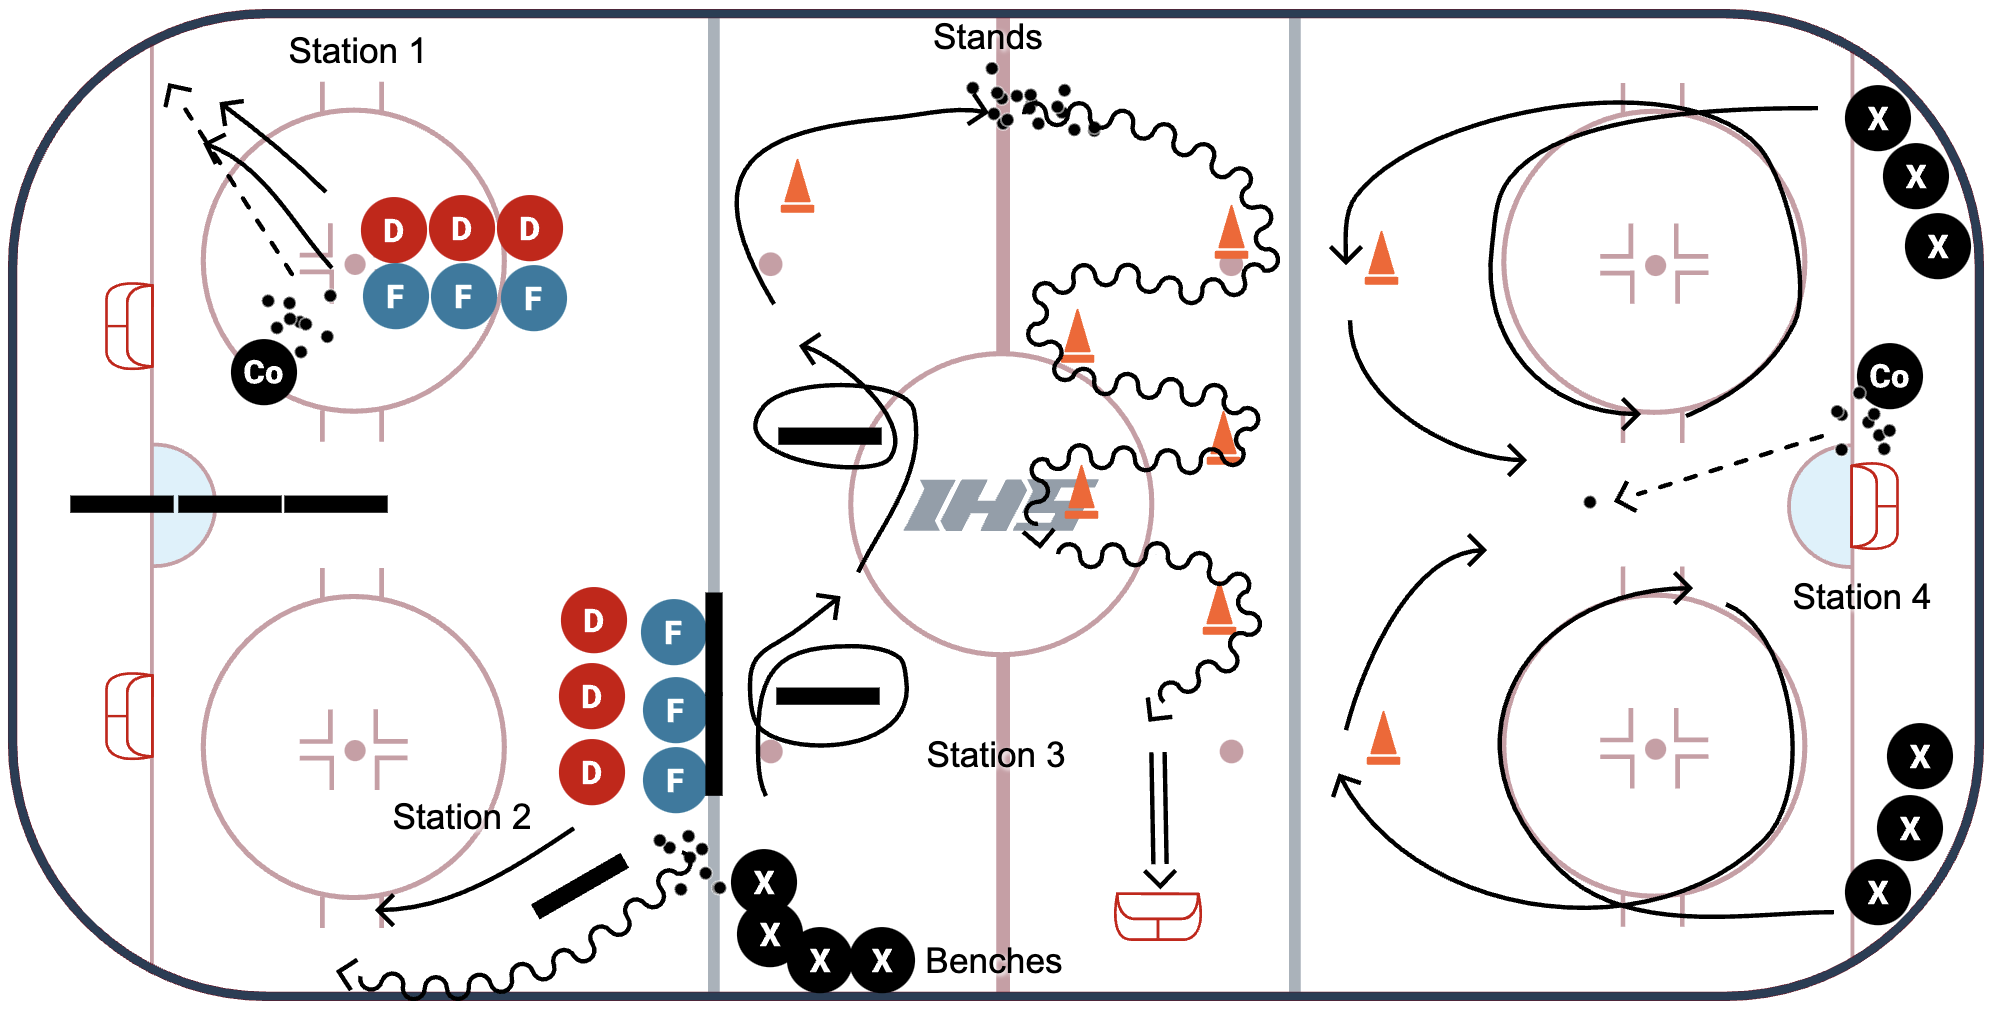 Station 1
Stands
X
X
X
D D D
F F F
Co
Co
IHS
Station 4
D F
D F
D F
Station 3
Station 2
X
X
X
X
X
X X
Benches